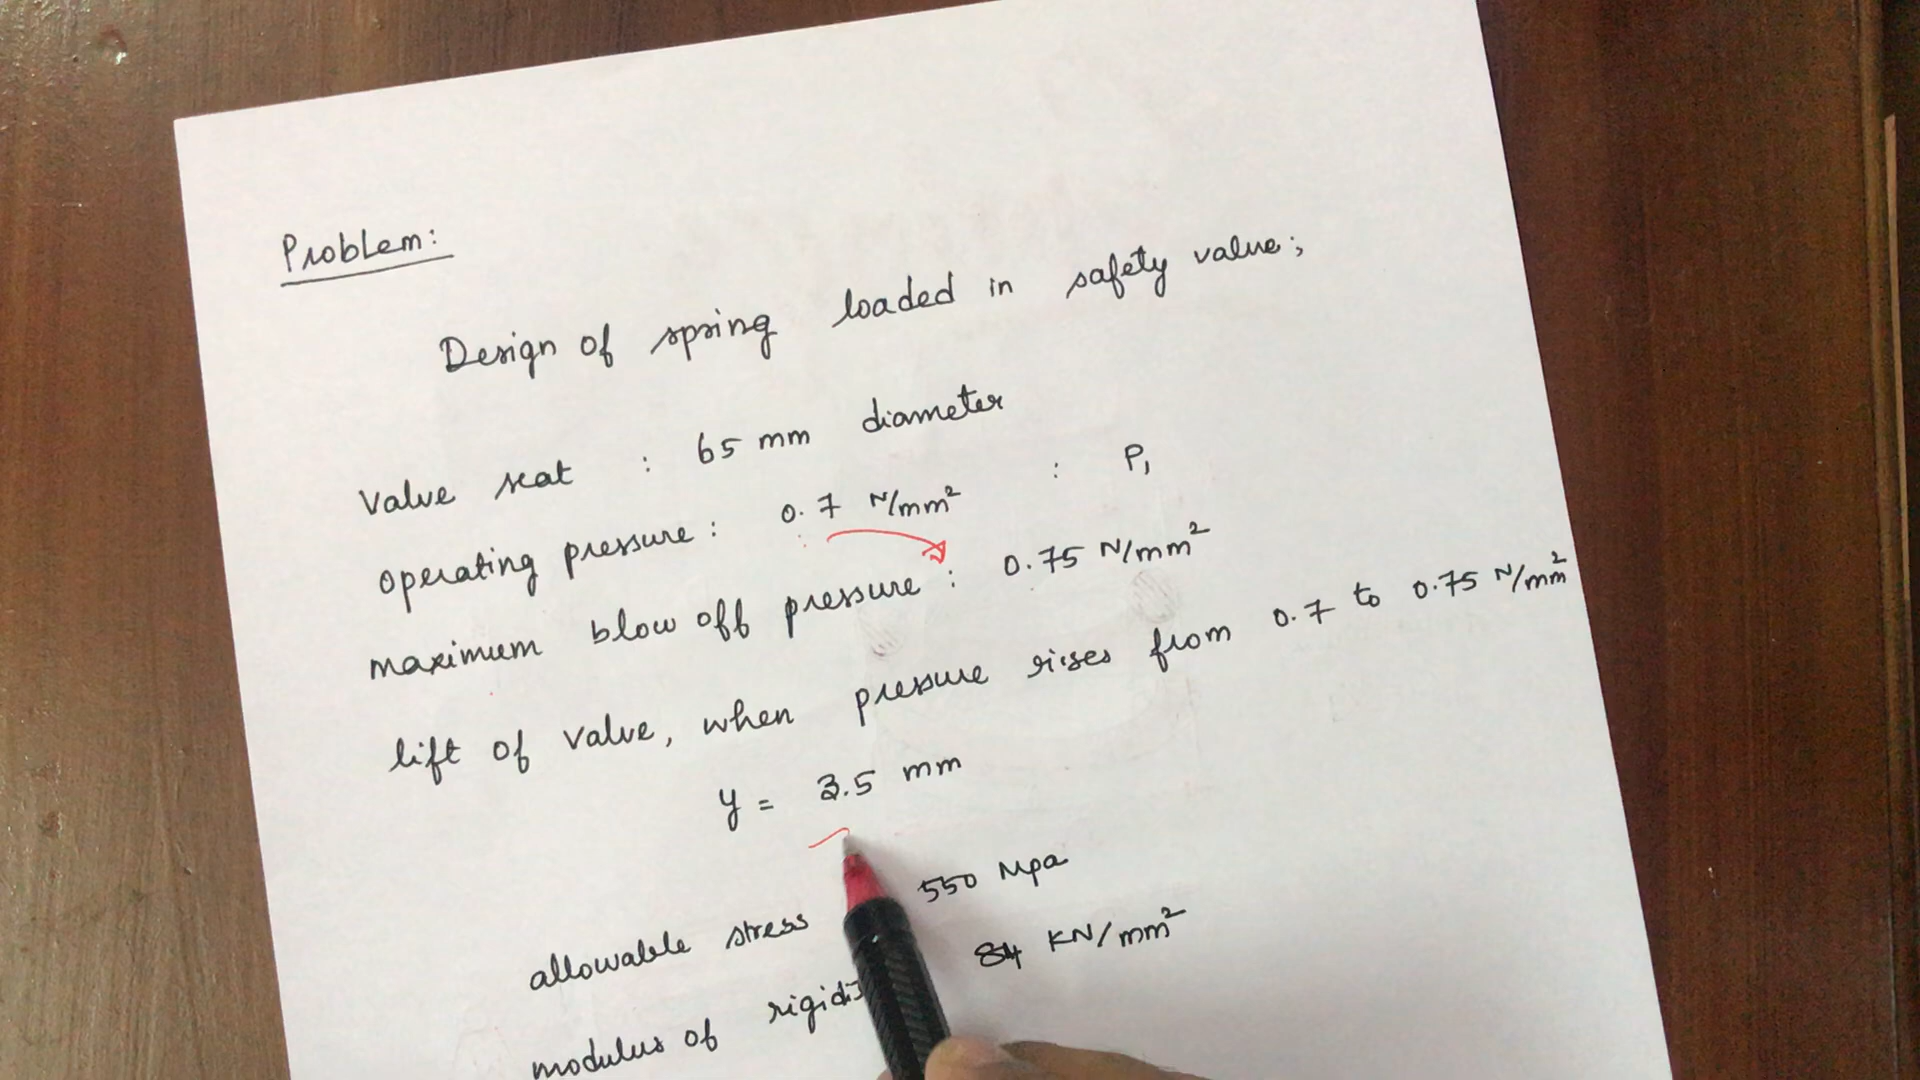 Problem:
Design of spring loaded in safety valve;
Valve seat : 65 mm diameter
operating pressure : 0.7 N/mm² : P₁
maximum blow off pressure : 0.75 N/mm²
lift of valve, when pressure rises from 0.7 to 0.75 N/mm²
y = 3.5 mm
allowable stress 550 Mpa
modulus of rigidi 84 KN/mm²